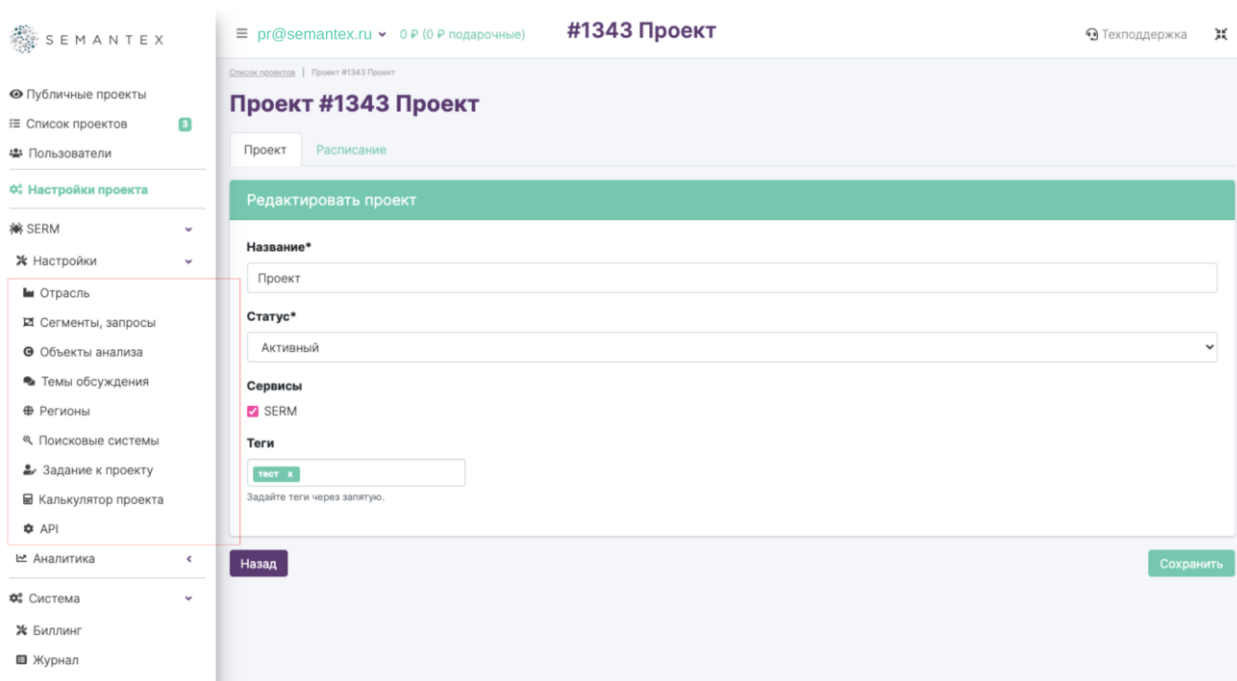 SEMANTEX
pr@semantex.ru 0 ₽ (0 ₽ подарочные)
#1343 Проект
Техподдержка
Публичные проекты
Список проектов 3
Пользователи
Настройки проекта
SERM
Настройки
Отрасль
Сегменты, запросы
Объекты анализа
Темы обсуждения
Регионы
Поисковые системы
Задание к проекту
Калькулятор проекта
API
Аналитика
Система
Биллинг
Журнал
Список проектов | Проект #1343 Проект
Проект #1343 Проект
Проект Расписание
Редактировать проект
Название*
Проект
Статус*
Активный
Сервисы
SERM
Теги
тест x
Задайте теги через запятую.
Назад
Сохранить